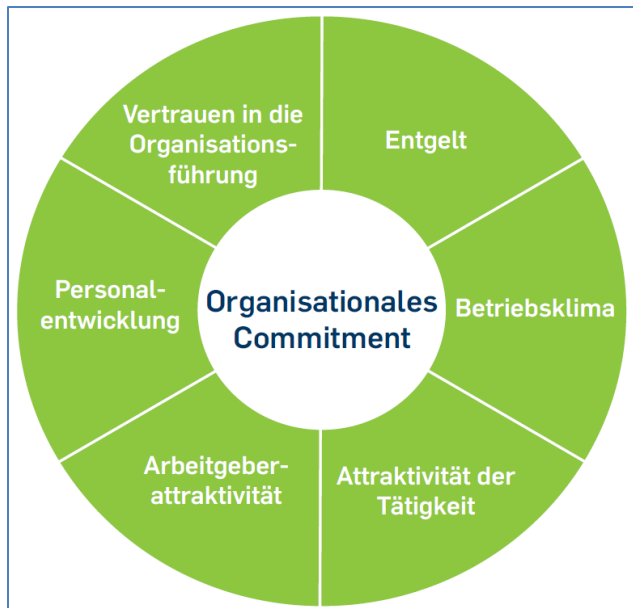 Vertrauen in die
Organisations-
führung
Entgelt
Betriebsklima
Attraktivität der
Tätigkeit
Arbeitgeber-
attraktivität
Personal-
entwicklung
Organisationales
Commitment